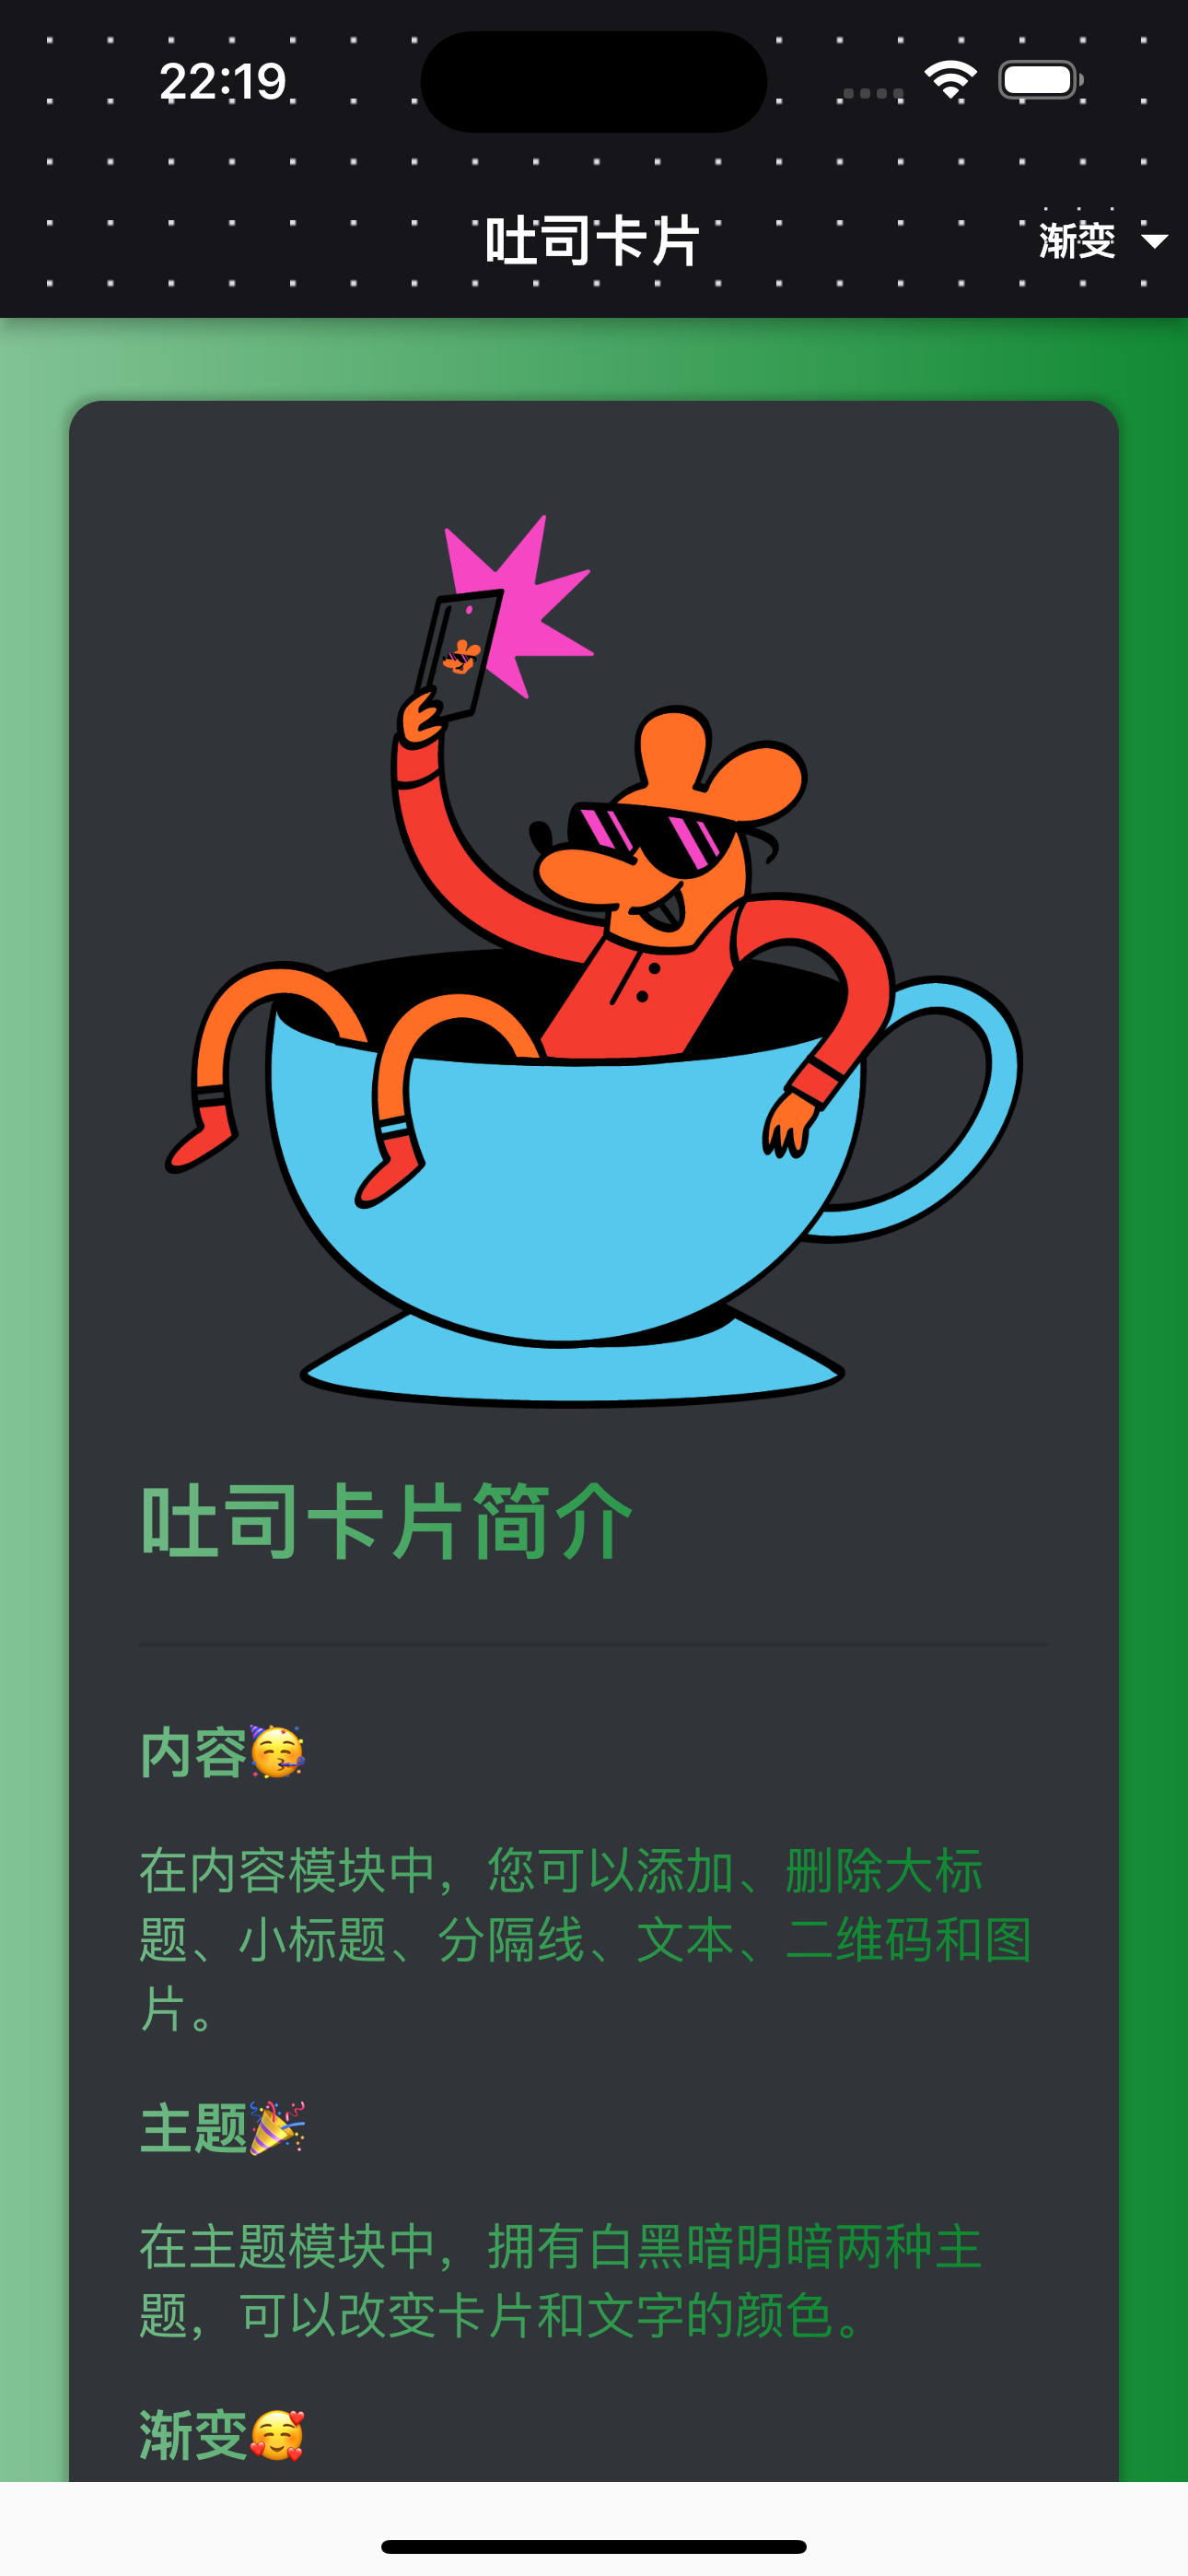 22:19
吐司卡片
渐变
吐司卡片简介
内容🥳
在内容模块中，您可以添加、删除大标
题、小标题、分隔线、文本、二维码和图
片。
主题🎉
在主题模块中，拥有白黑暗明暗两种主
题，可以改变卡片和文字的颜色。
渐变🥰